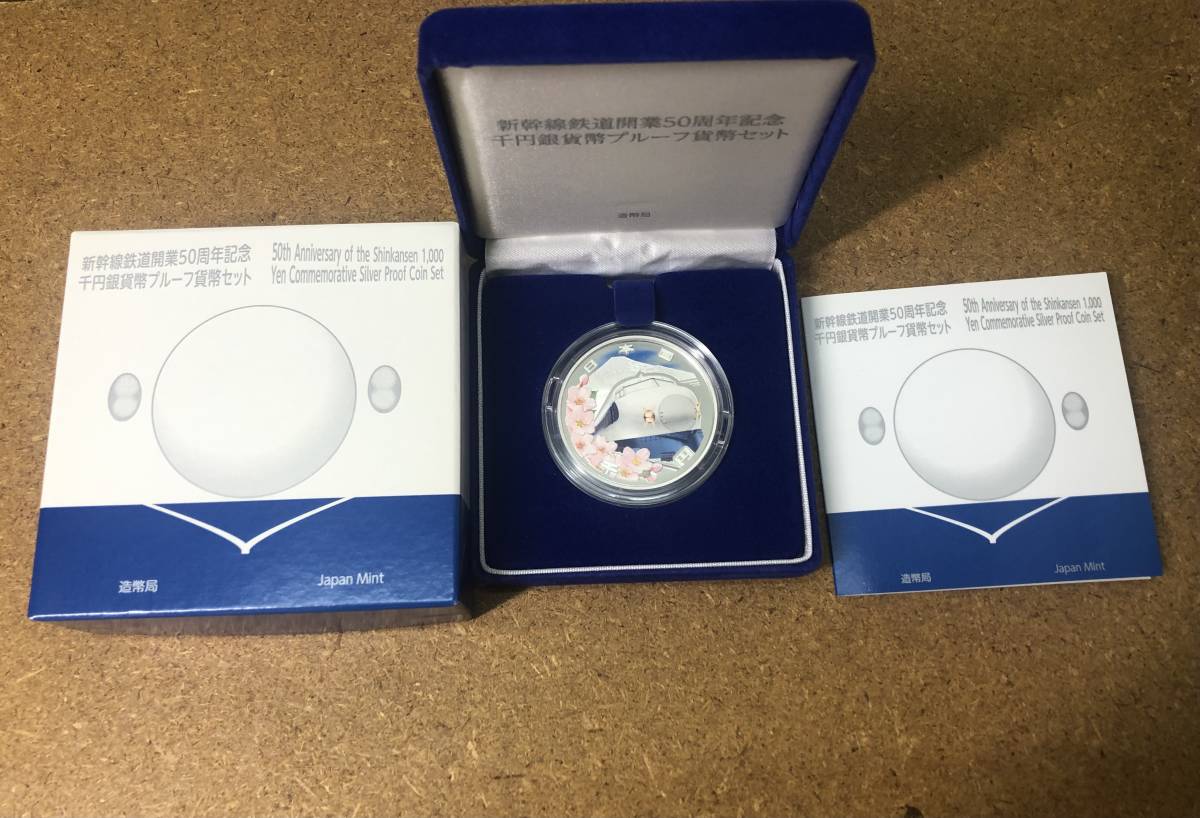 新幹線鉄道開業50周年記念
千円銀貨幣プルーフ貨幣セット
50th Anniversary of the Shinkansen 1,000
Yen Commemorative Silver Proof Coin Set
造幣局
Japan Mint
新幹線鉄道開業50周年記念
千円銀貨幣プルーフ貨幣セット
造幣局
日本国
千円
新幹線鉄道開業50周年記念
千円銀貨幣プルーフ貨幣セット
50th Anniversary of the Shinkansen 1,000
Yen Commemorative Silver Proof Coin Set
造幣局
Japan Mint